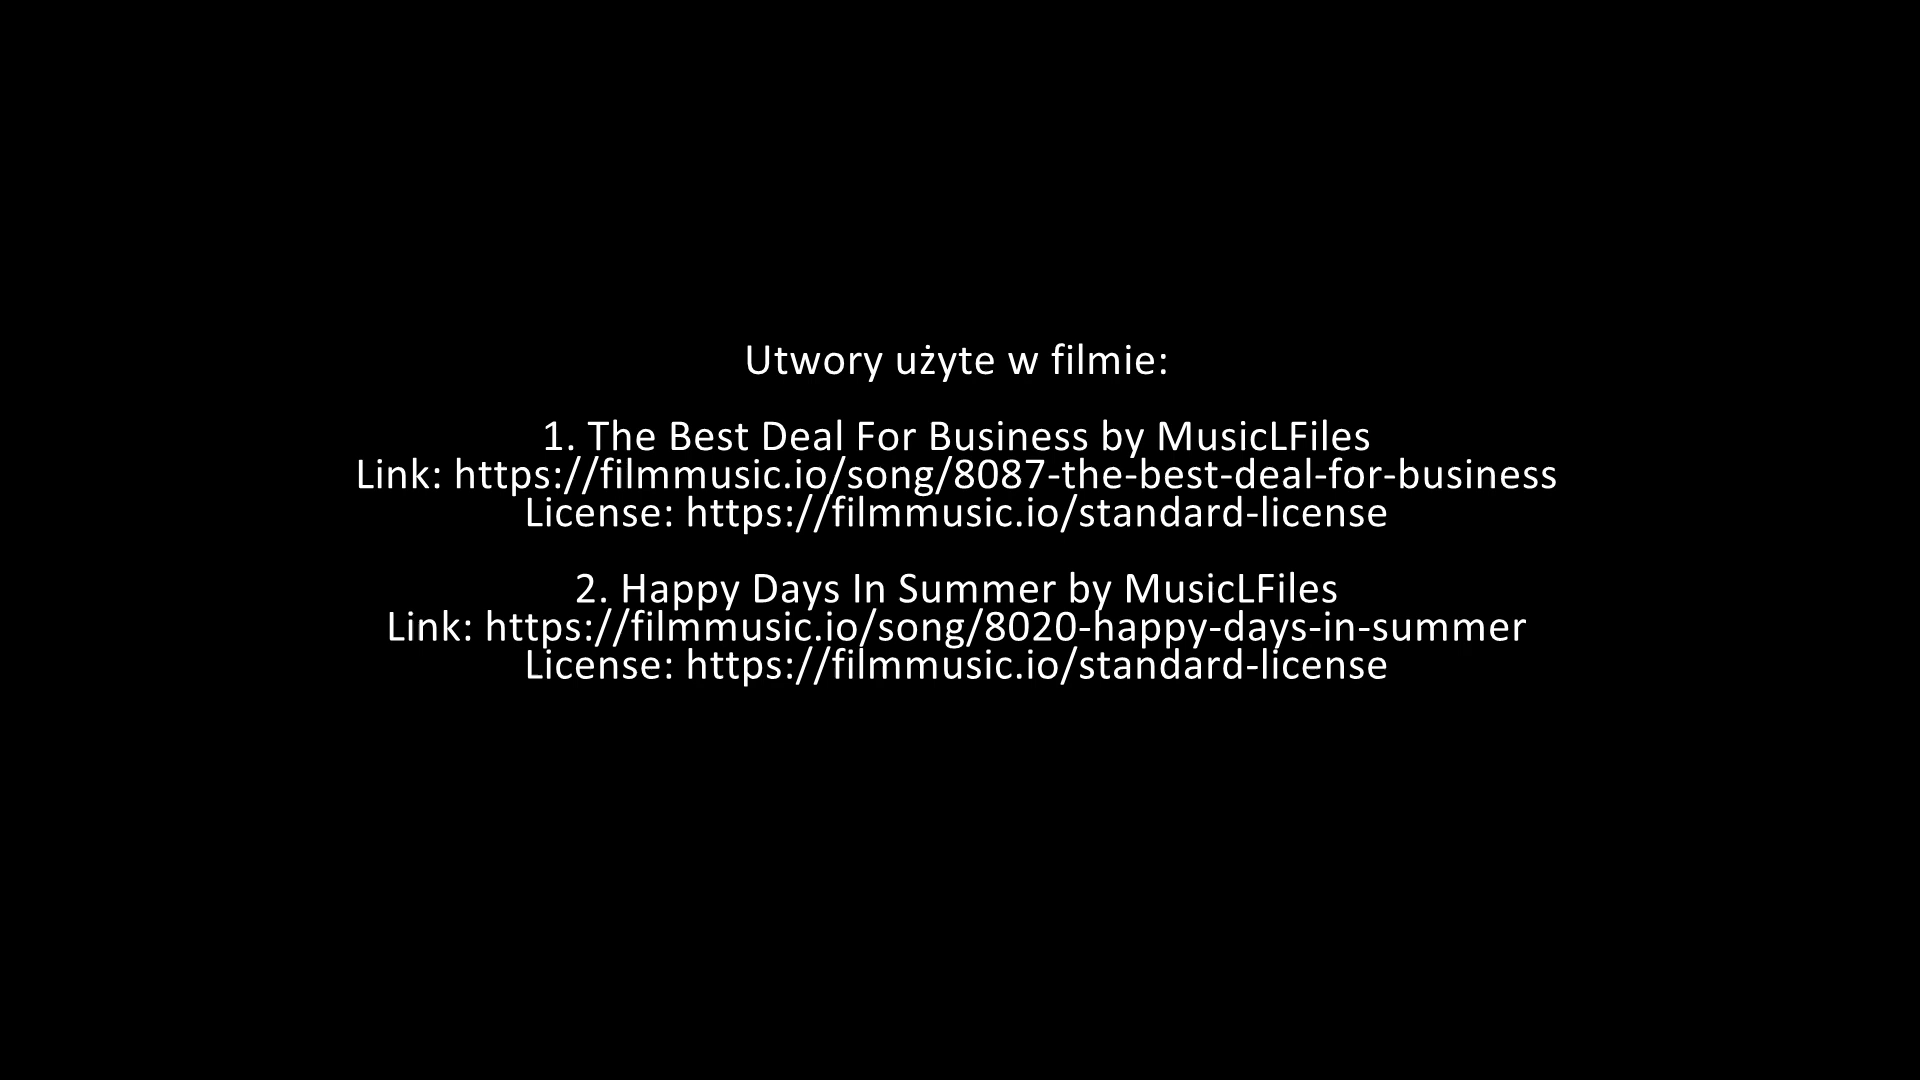 Utwory użyte w filmie:
1. The Best Deal For Business by MusicLFiles
Link: https://filmmusic.io/song/8087-the-best-deal-for-business
License: https://filmmusic.io/standard-license
2. Happy Days In Summer by MusicLFiles
Link: https://filmmusic.io/song/8020-happy-days-in-summer
License: https://filmmusic.io/standard-license